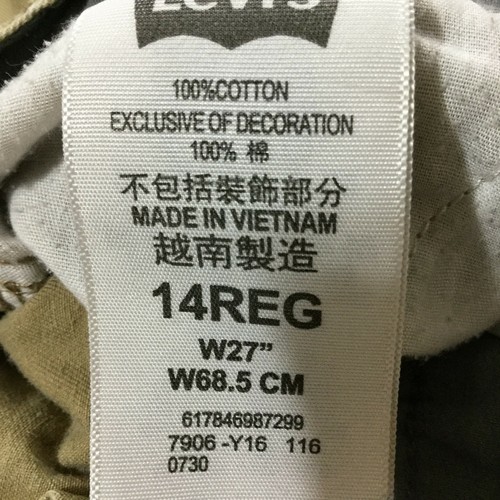 LEVI'S
100%COTTON
EXCLUSIVE OF DECORATION
100% 棉
不包括裝飾部分
MADE IN VIETNAM
越南製造
14REG
W27”
W68.5 CM
617846987299
7906 -Y16 116
0730